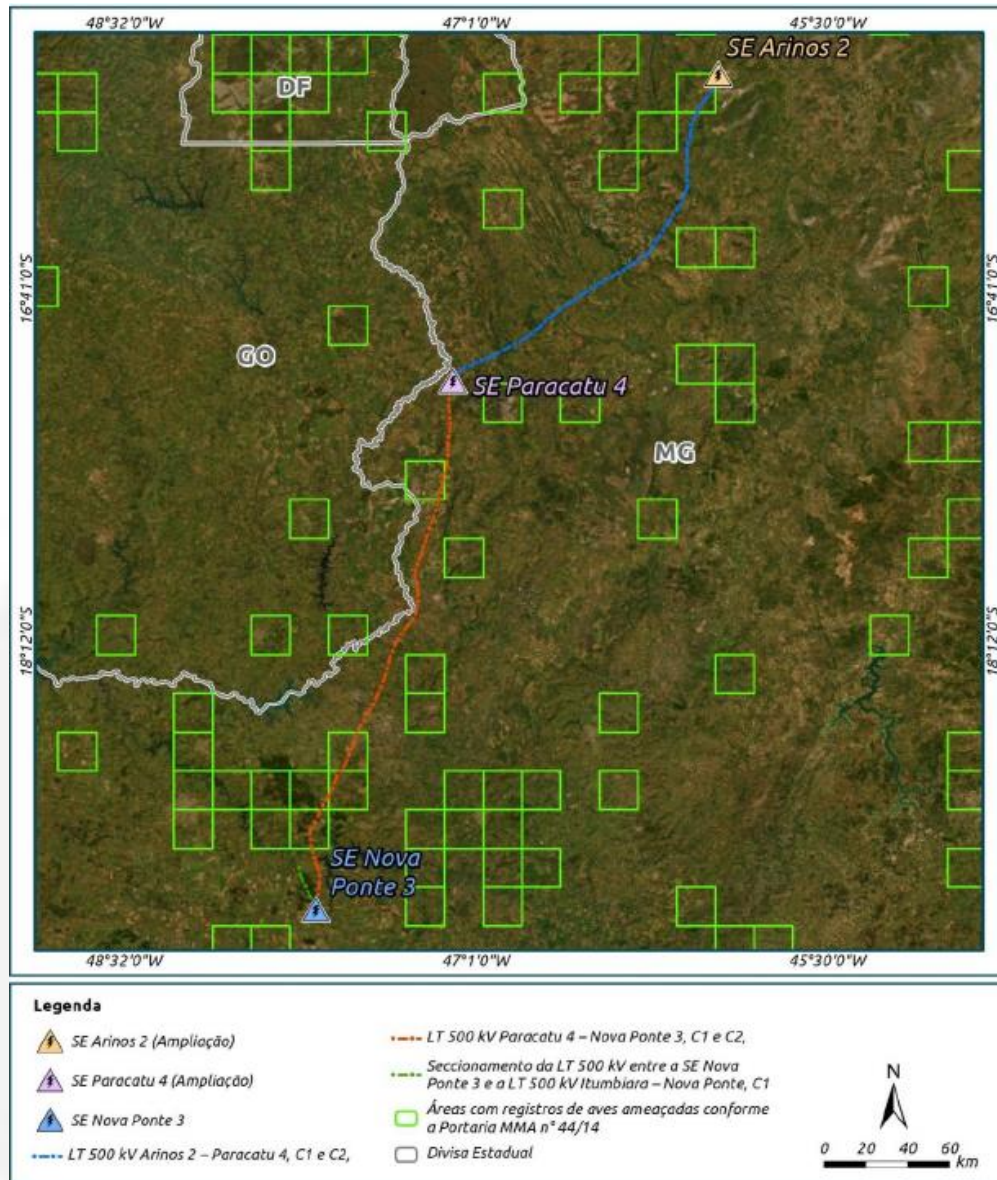 48°32'0"W 47°1'0"W 45°30'0"W
SE Arinos 2
DF
16°41'0"S 16°41'0"S
GO
SE Paracatu 4
MG
18°12'0"S 18°12'0"S
SE Nova
Ponte 3
48°32'0"W 47°1'0"W 45°30'0"W
Legenda
SE Arinos 2 (Ampliação)
SE Paracatu 4 (Ampliação)
SE Nova Ponte 3
LT 500 kV Arinos 2 – Paracatu 4, C1 e C2,
LT 500 kV Paracatu 4 – Nova Ponte 3, C1 e C2,
Seccionamento da LT 500 kV entre a SE Nova
Ponte 3 e a LT 500 kV Itumbiara – Nova Ponte, C1
Áreas com registros de aves ameaçadas conforme
a Portaria MMA n° 44/14
Divisa Estadual
N
0 20 40 60
km